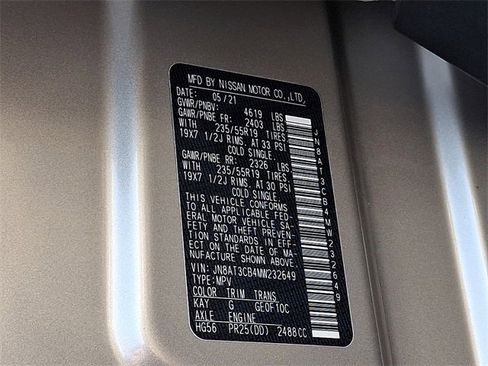 MFD BY NISSAN MOTOR CO.,LTD.
DATE: 05/21
GVWR/PNBV: 4619 LBS
GAWR/PNBE FR: 2403 LBS
WITH 235/55R19 TIRES
19X7 1/2J RIMS. AT 33 PSI
COLD SINGLE.
GAWR/PNBE RR: 2326 LBS
WITH 235/55R19 TIRES
19X7 1/2J RIMS. AT 30 PSI
COLD SINGLE.
THIS VEHICLE CONFORMS
TO ALL APPLICABLE FED-
ERAL MOTOR VEHICLE SA-
FETY AND THEFT PREVEN-
TION STANDARDS IN EFF-
ECT ON THE DATE OF MA-
NUFACTURE SHOWN ABOVE.
VIN: JN8AT3CB4MW232649
TYPE: MPV
COLOR TRIM TRANS
KAY G GE0F10C
AXLE ENGINE
HG56 PR25(DD) 2488CC
JN8AT3CB4MW232649